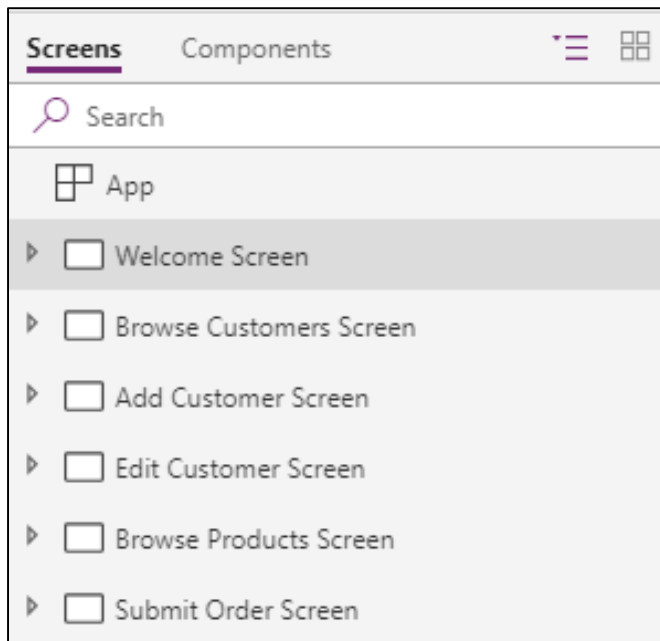 Screens Components
Search
App
Welcome Screen
Browse Customers Screen
Add Customer Screen
Edit Customer Screen
Browse Products Screen
Submit Order Screen